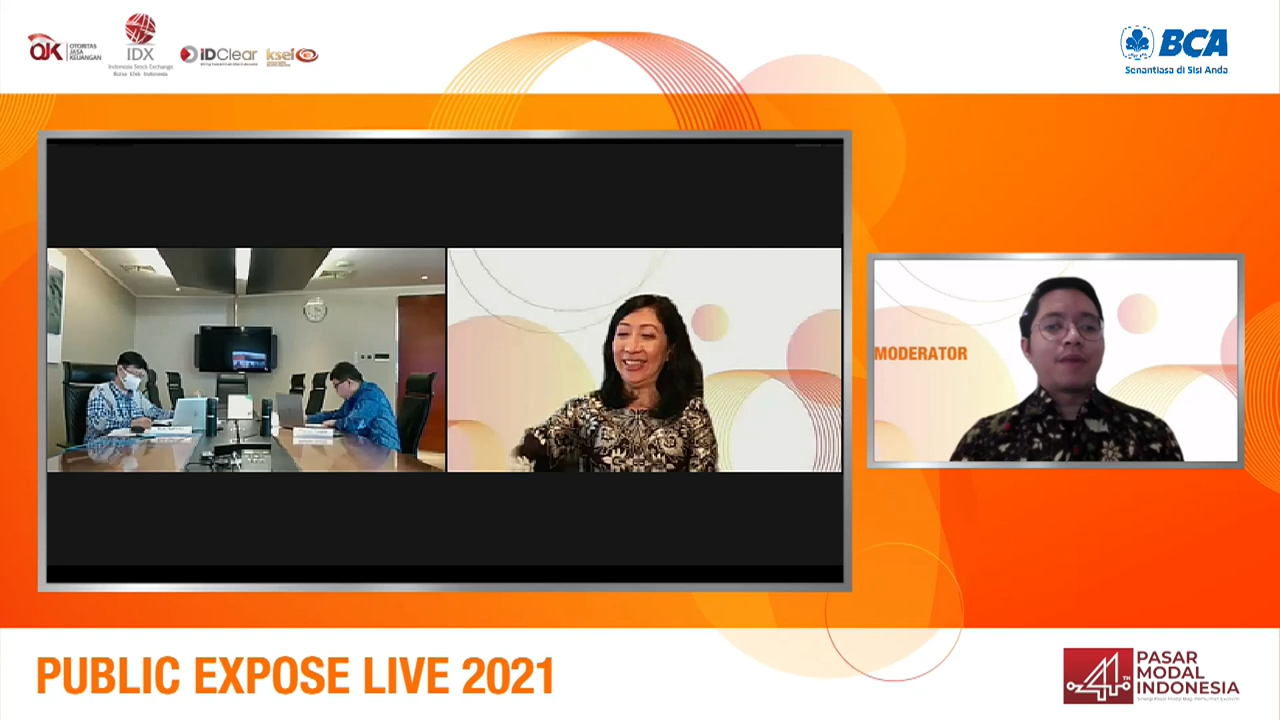 OJK
OTORITAS
JASA
KEUANGAN
IDX
Indonesia Stock Exchange
Bursa Efek Indonesia
iDClear
ksei
BCA
Senantiasa di Sisi Anda
MODERATOR
PUBLIC EXPOSE LIVE 2021
44TH
PASAR
MODAL
INDONESIA